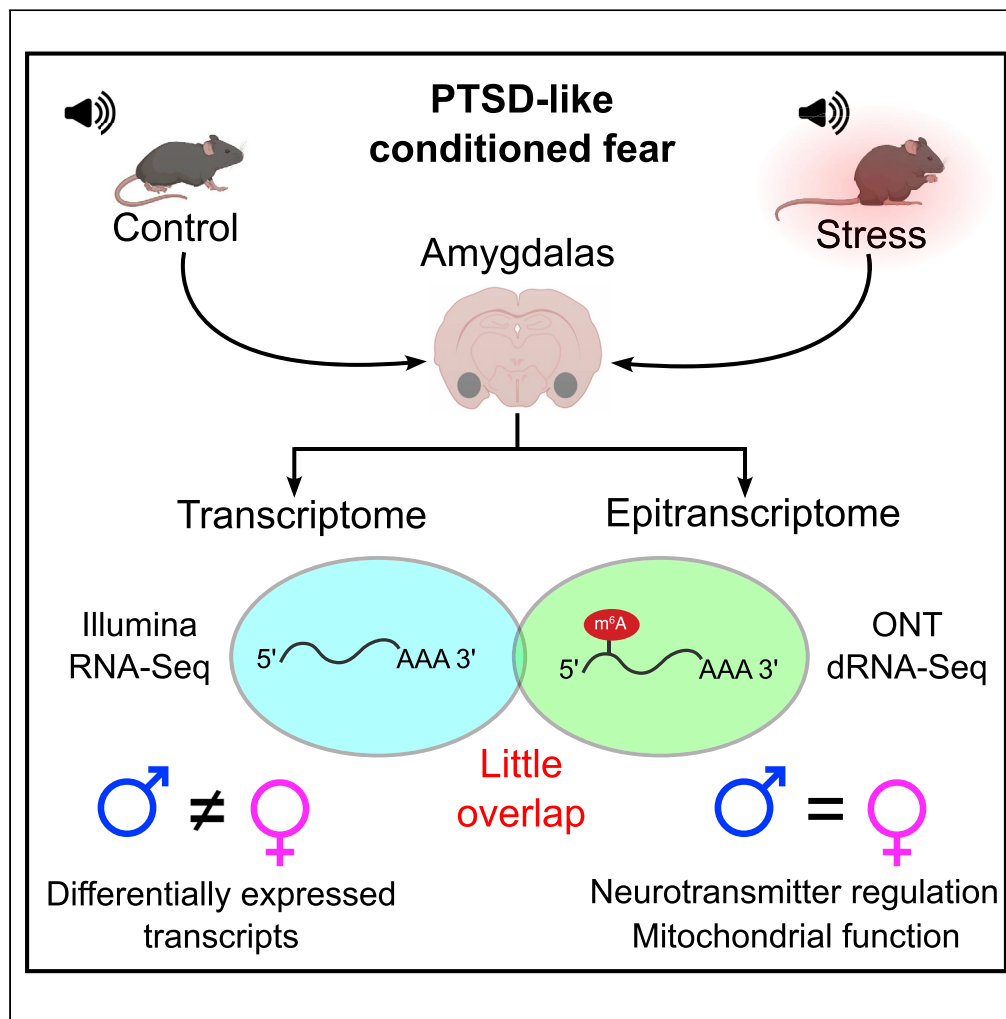 PTSD-like
conditioned fear
Control
Stress
Amygdalas
Transcriptome
Epitranscriptome
Illumina
RNA-Seq
5' AAA 3'
m⁶A
5' AAA 3'
ONT
dRNA-Seq
Little
overlap
≠
=
Differentially expressed
transcripts
Neurotransmitter regulation
Mitochondrial function